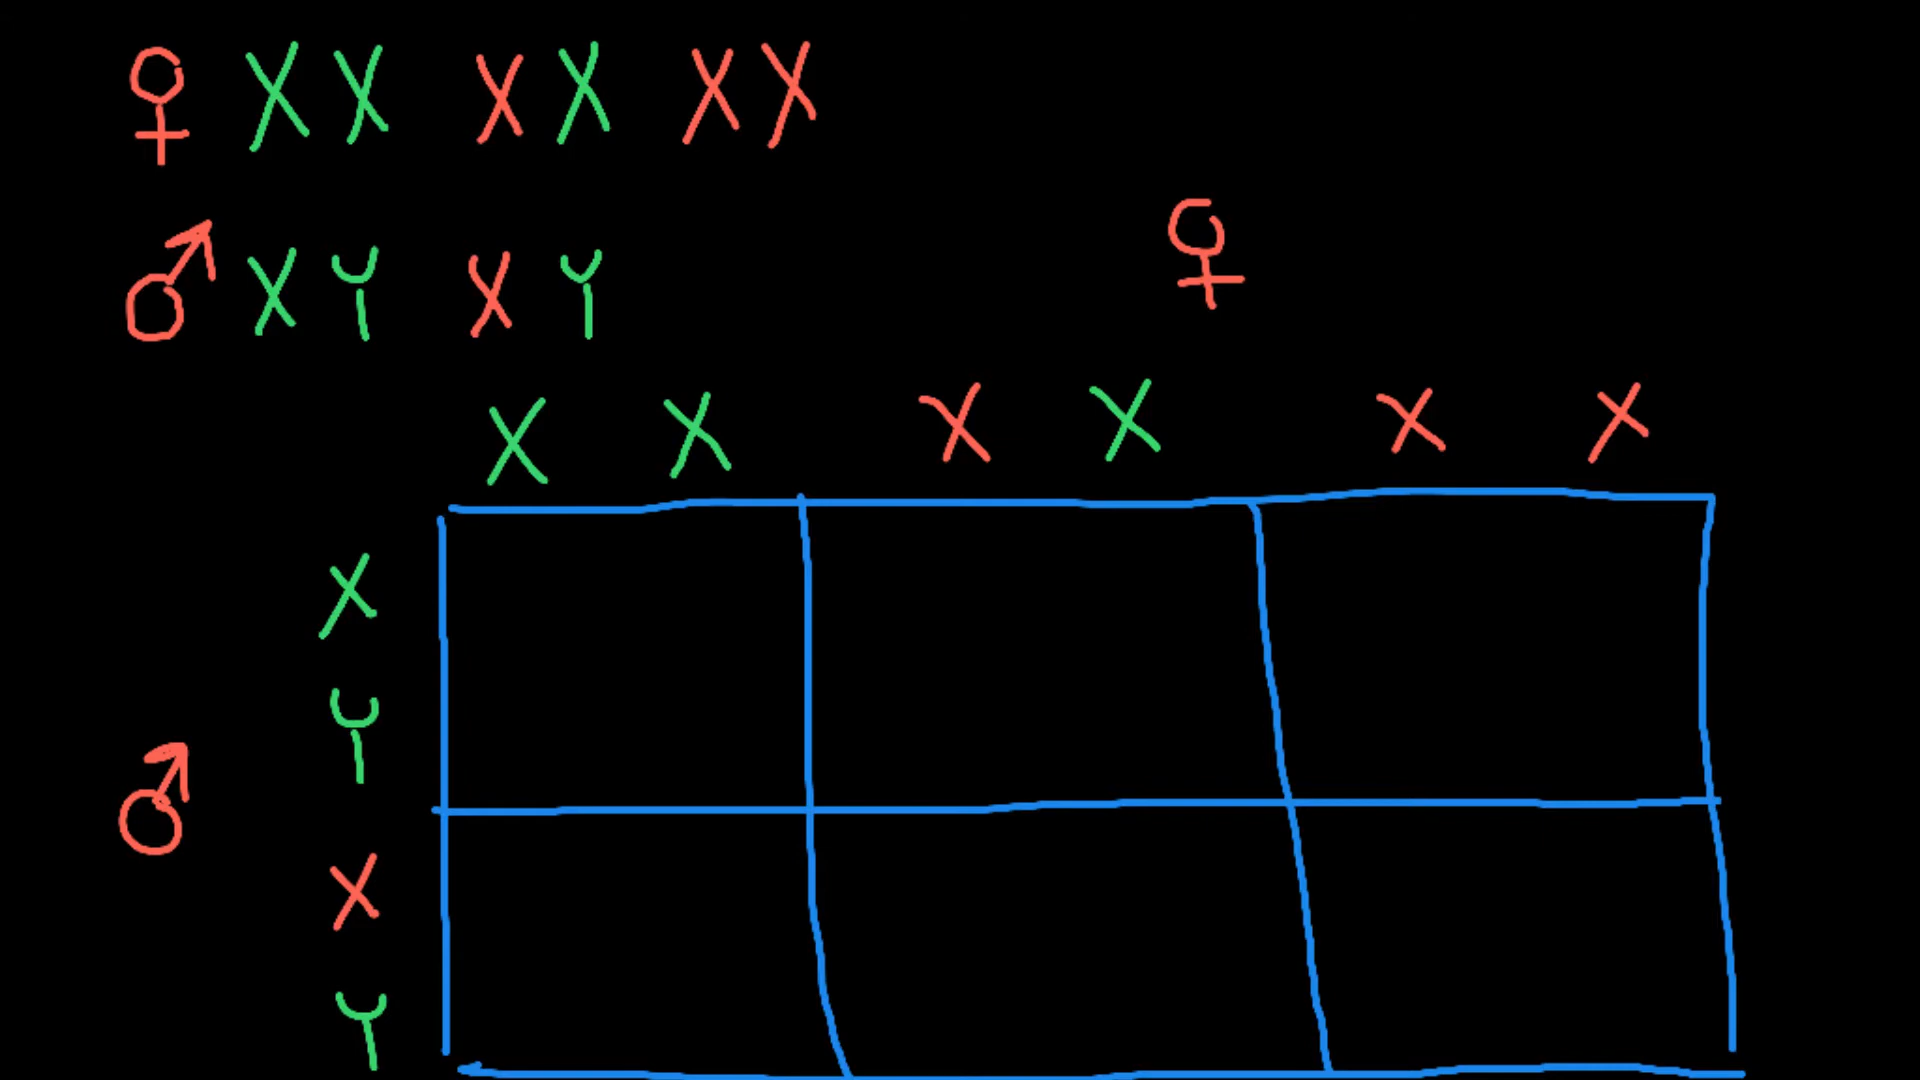 ♀ XX XX XX
♂ XY XY
♀
X X X X X X
X
Y
♂
X
Y